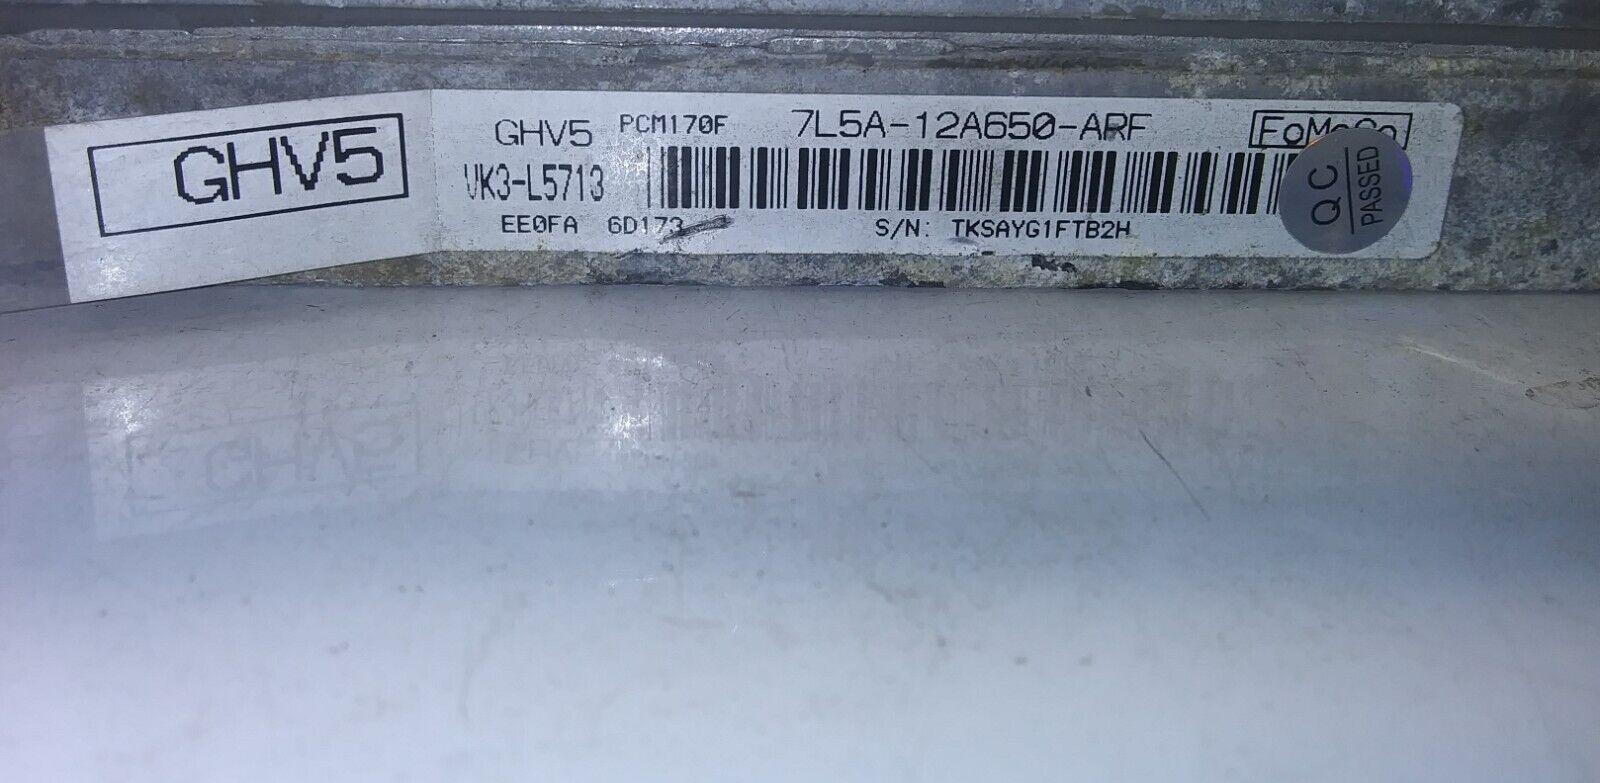 GHV5
GHV5 PCM170F 7L5A-12A650-ARF FoMoCo
VK3-L5713
EE0FA 6D173 S/N: TKSAYG1FTB2H
QC PASSED